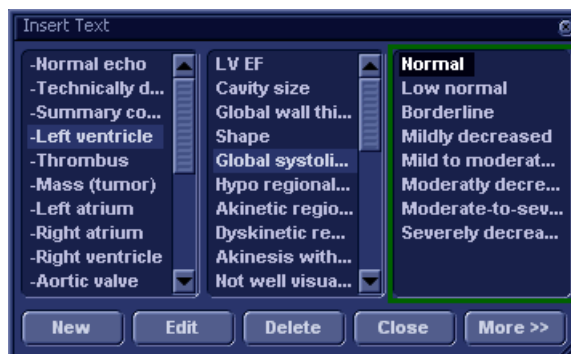 Insert Text
-Normal echo
-Technically d...
-Summary co...
-Left ventricle
-Thrombus
-Mass (tumor)
-Left atrium
-Right atrium
-Right ventricle
-Aortic valve
LV EF
Cavity size
Global wall thi...
Shape
Global systoli...
Hypo regional...
Akinetic regio...
Dyskinetic re...
Akinesis with...
Not well visua...
Normal
Low normal
Borderline
Mildly decreased
Mild to moderat...
Moderatly decre...
Moderate-to-sev...
Severely decrea...
New
Edit
Delete
Close
More >>